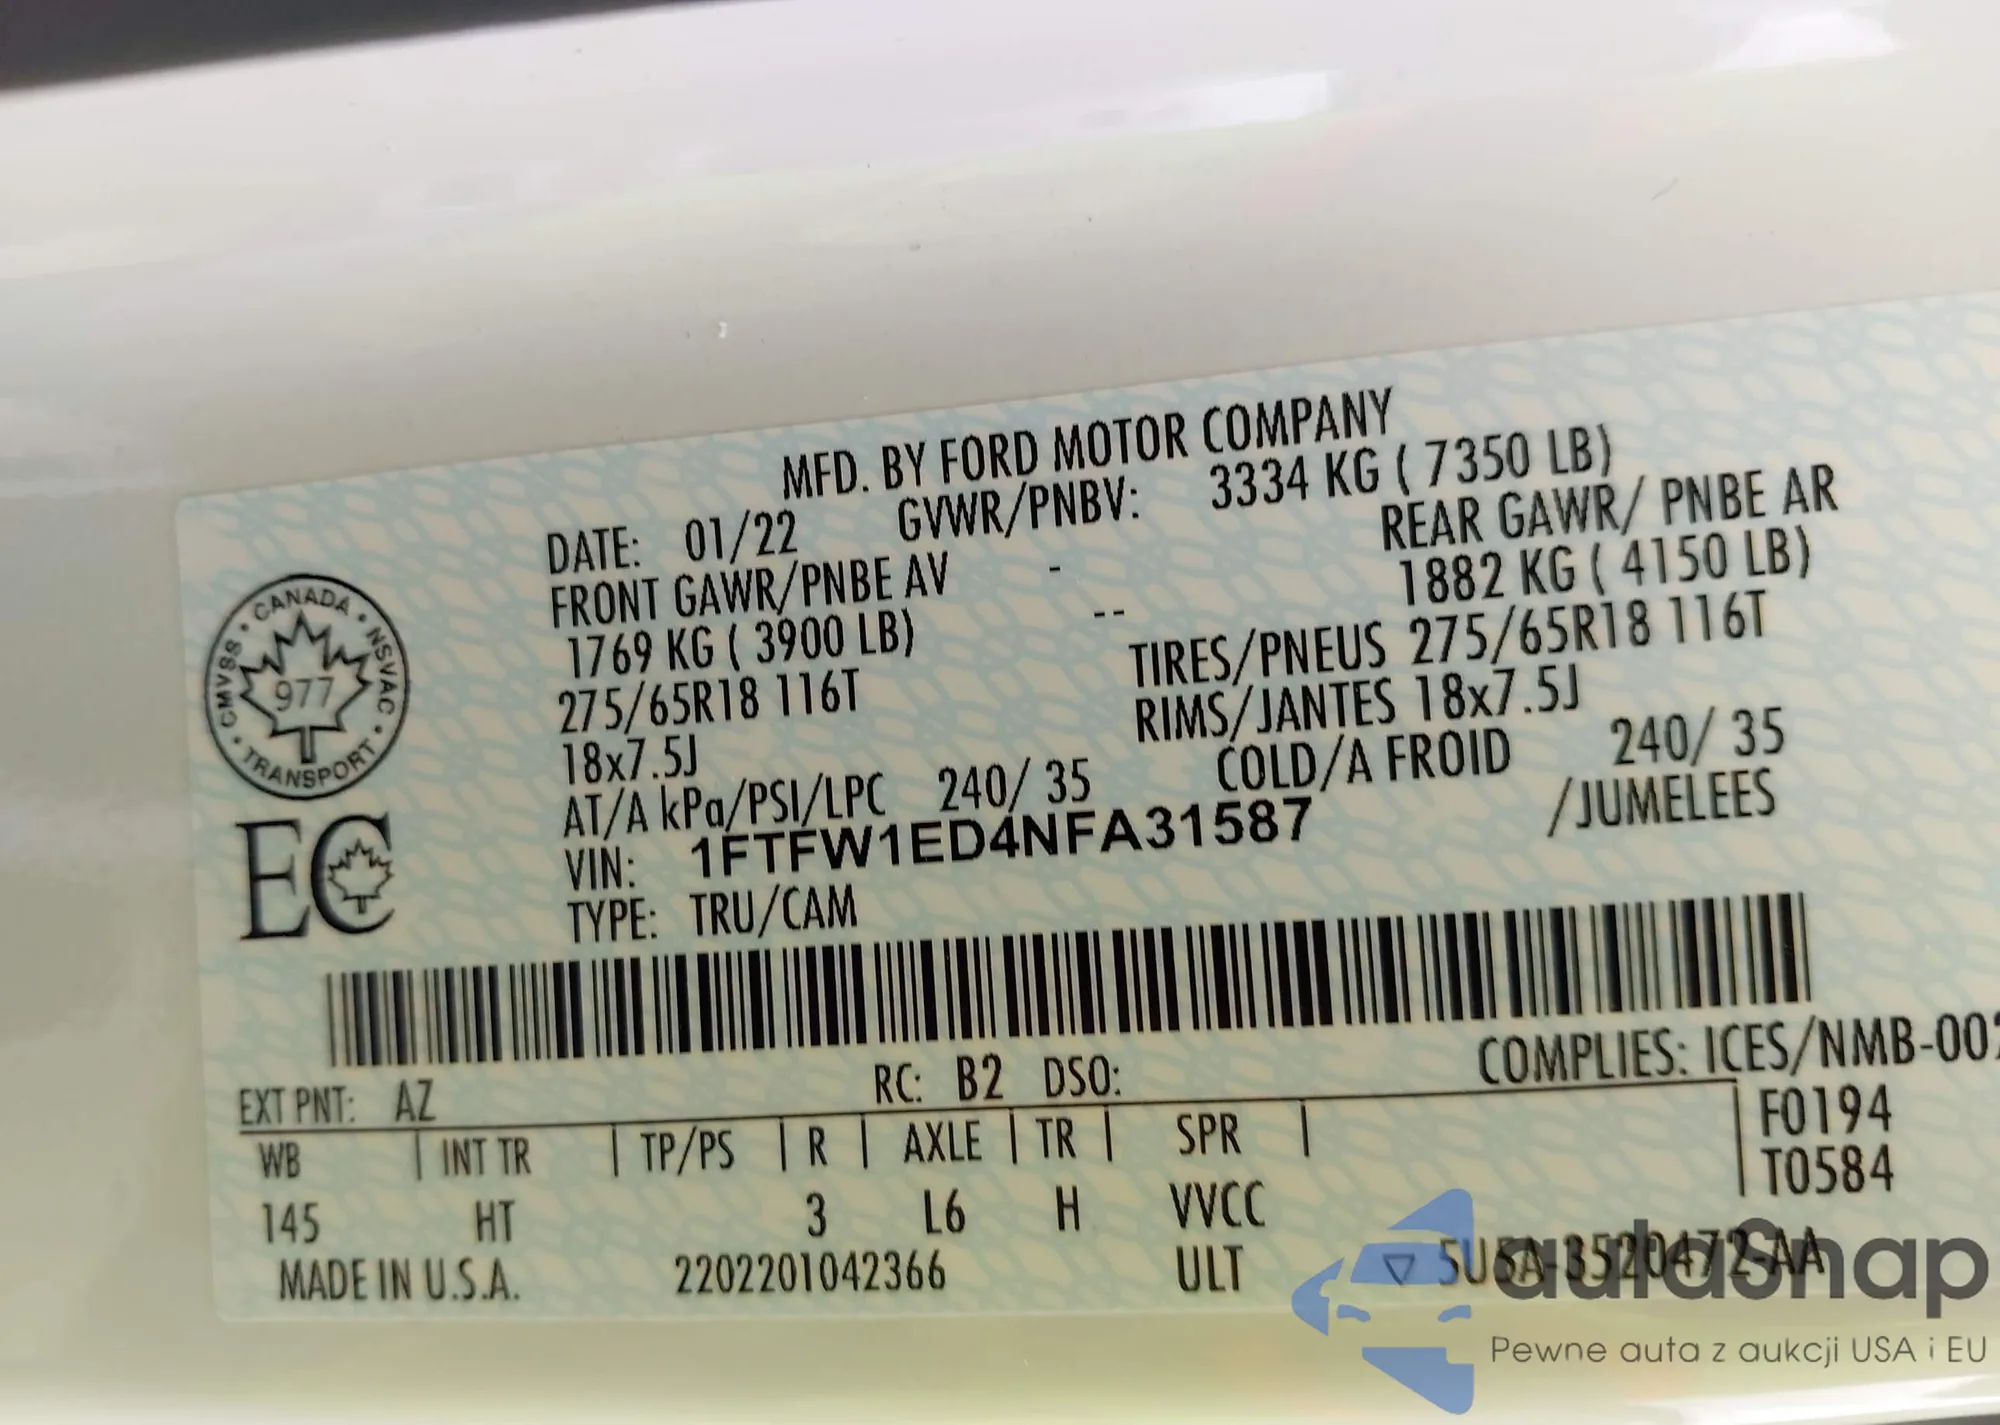 MFD. BY FORD MOTOR COMPANY
DATE: 01/22 GVWR/PNBV: 3334 KG ( 7350 LB)
FRONT GAWR/PNBE AV - REAR GAWR/ PNBE AR
1769 KG ( 3900 LB) -- 1882 KG ( 4150 LB)
275/65R18 116T TIRES/PNEUS 275/65R18 116T
18x7.5J RIMS/JANTES 18x7.5J
AT/A kPa/PSI/LPC 240/ 35 COLD/A FROID 240/ 35
VIN: 1FTFW1ED4NFA31587 /JUMELEES
TYPE: TRU/CAM
CANADA • NSVAC • TRANSPORT • CMVSS •
977
EC
COMPLIES: ICES/NMB-002
EXT PNT: AZ RC: B2 DSO:
WB | INT TR | TP/PS | R | AXLE | TR | SPR | F0194
T0584
145 HT 3 L6 H VVCC
MADE IN U.S.A. 2202201042366 ULT ▽ 5U5A-3520472-AA
autaSnap
Pewne auta z aukcji USA i EU